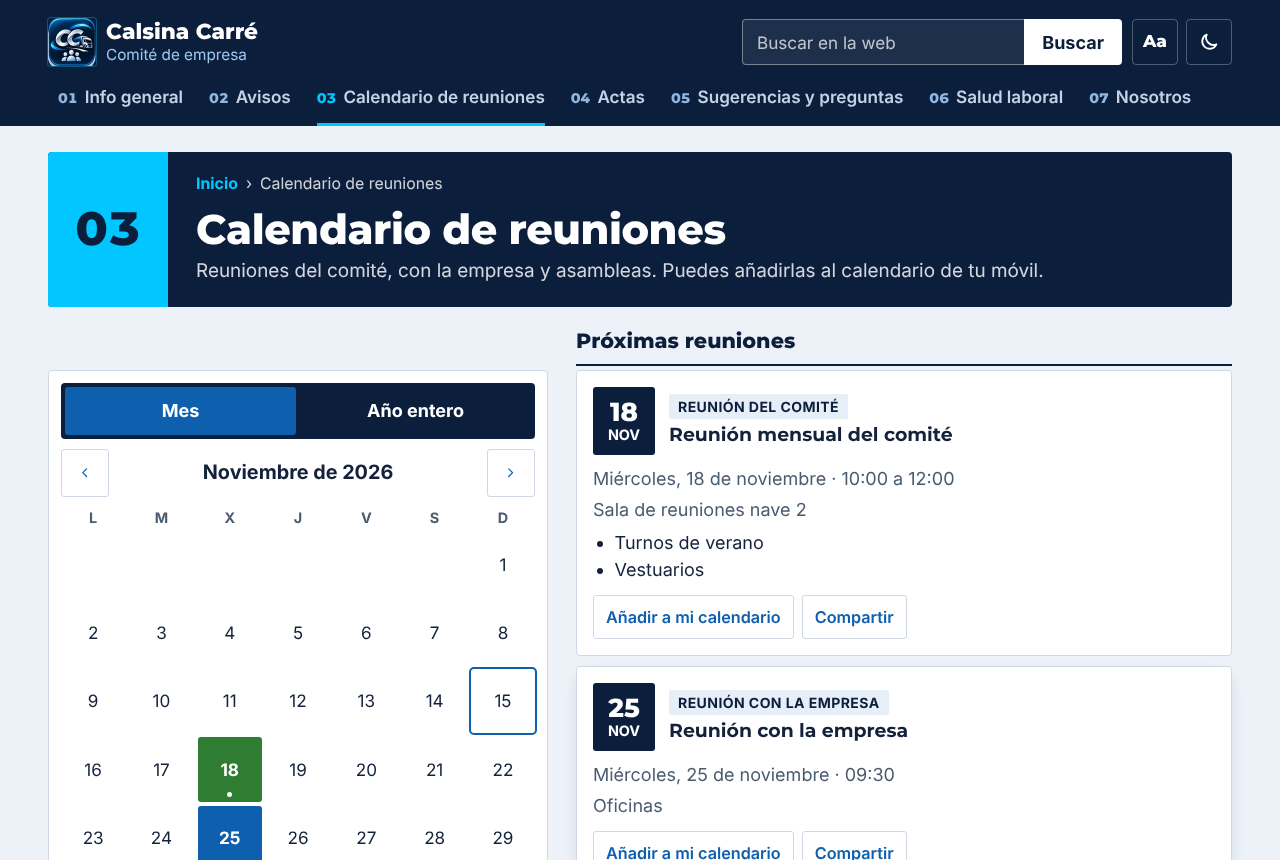 Calsina Carré
Comité de empresa
Buscar en la web
Buscar
Aa
01 Info general
02 Avisos
03 Calendario de reuniones
04 Actas
05 Sugerencias y preguntas
06 Salud laboral
07 Nosotros
03
Inicio › Calendario de reuniones
Calendario de reuniones
Reuniones del comité, con la empresa y asambleas. Puedes añadirlas al calendario de tu móvil.
Mes
Año entero
‹
Noviembre de 2026
›
L M X J V S D
1
2 3 4 5 6 7 8
9 10 11 12 13 14 15
16 17 18 19 20 21 22
23 24 25 26 27 28 29
Próximas reuniones
18
NOV
REUNIÓN DEL COMITÉ
Reunión mensual del comité
Miércoles, 18 de noviembre · 10:00 a 12:00
Sala de reuniones nave 2
• Turnos de verano
• Vestuarios
Añadir a mi calendario
Compartir
25
NOV
REUNIÓN CON LA EMPRESA
Reunión con la empresa
Miércoles, 25 de noviembre · 09:30
Oficinas
Añadir a mi calendario
Compartir